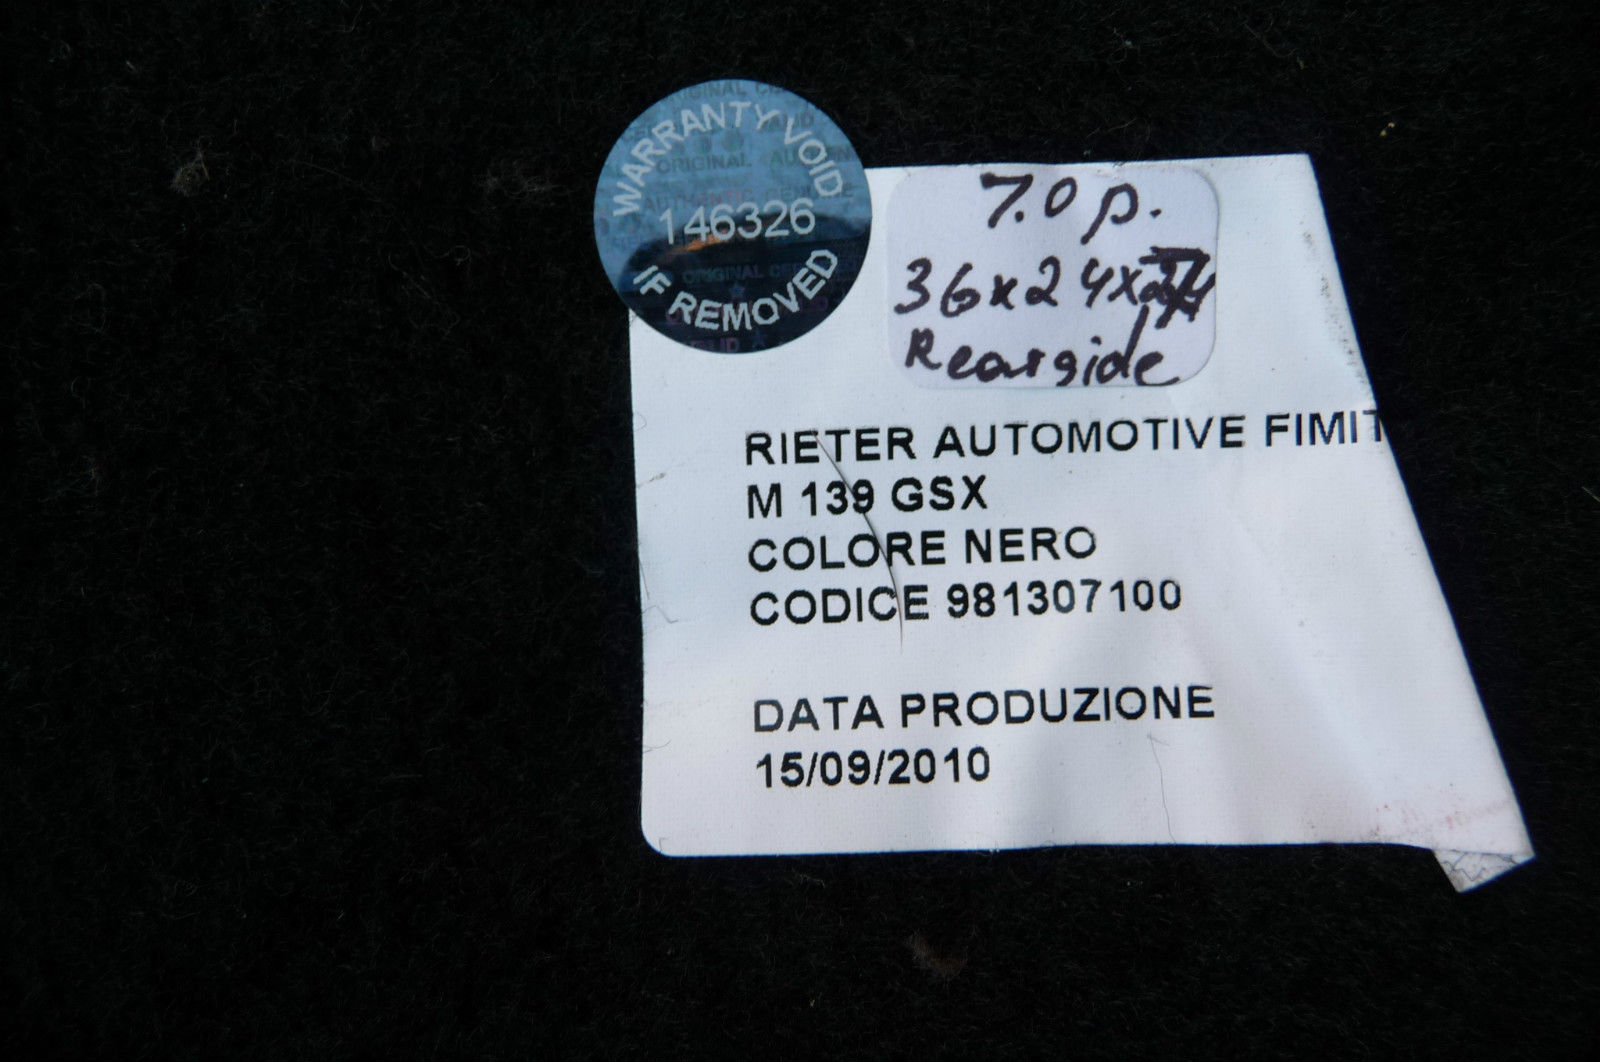 WARRANTY VOID
146326
IF REMOVED
7.0 p.
36x24x
Rearside
RIETER AUTOMOTIVE FIMIT
M 139 GSX
COLORE NERO
CODICE 981307100
DATA PRODUZIONE
15/09/2010